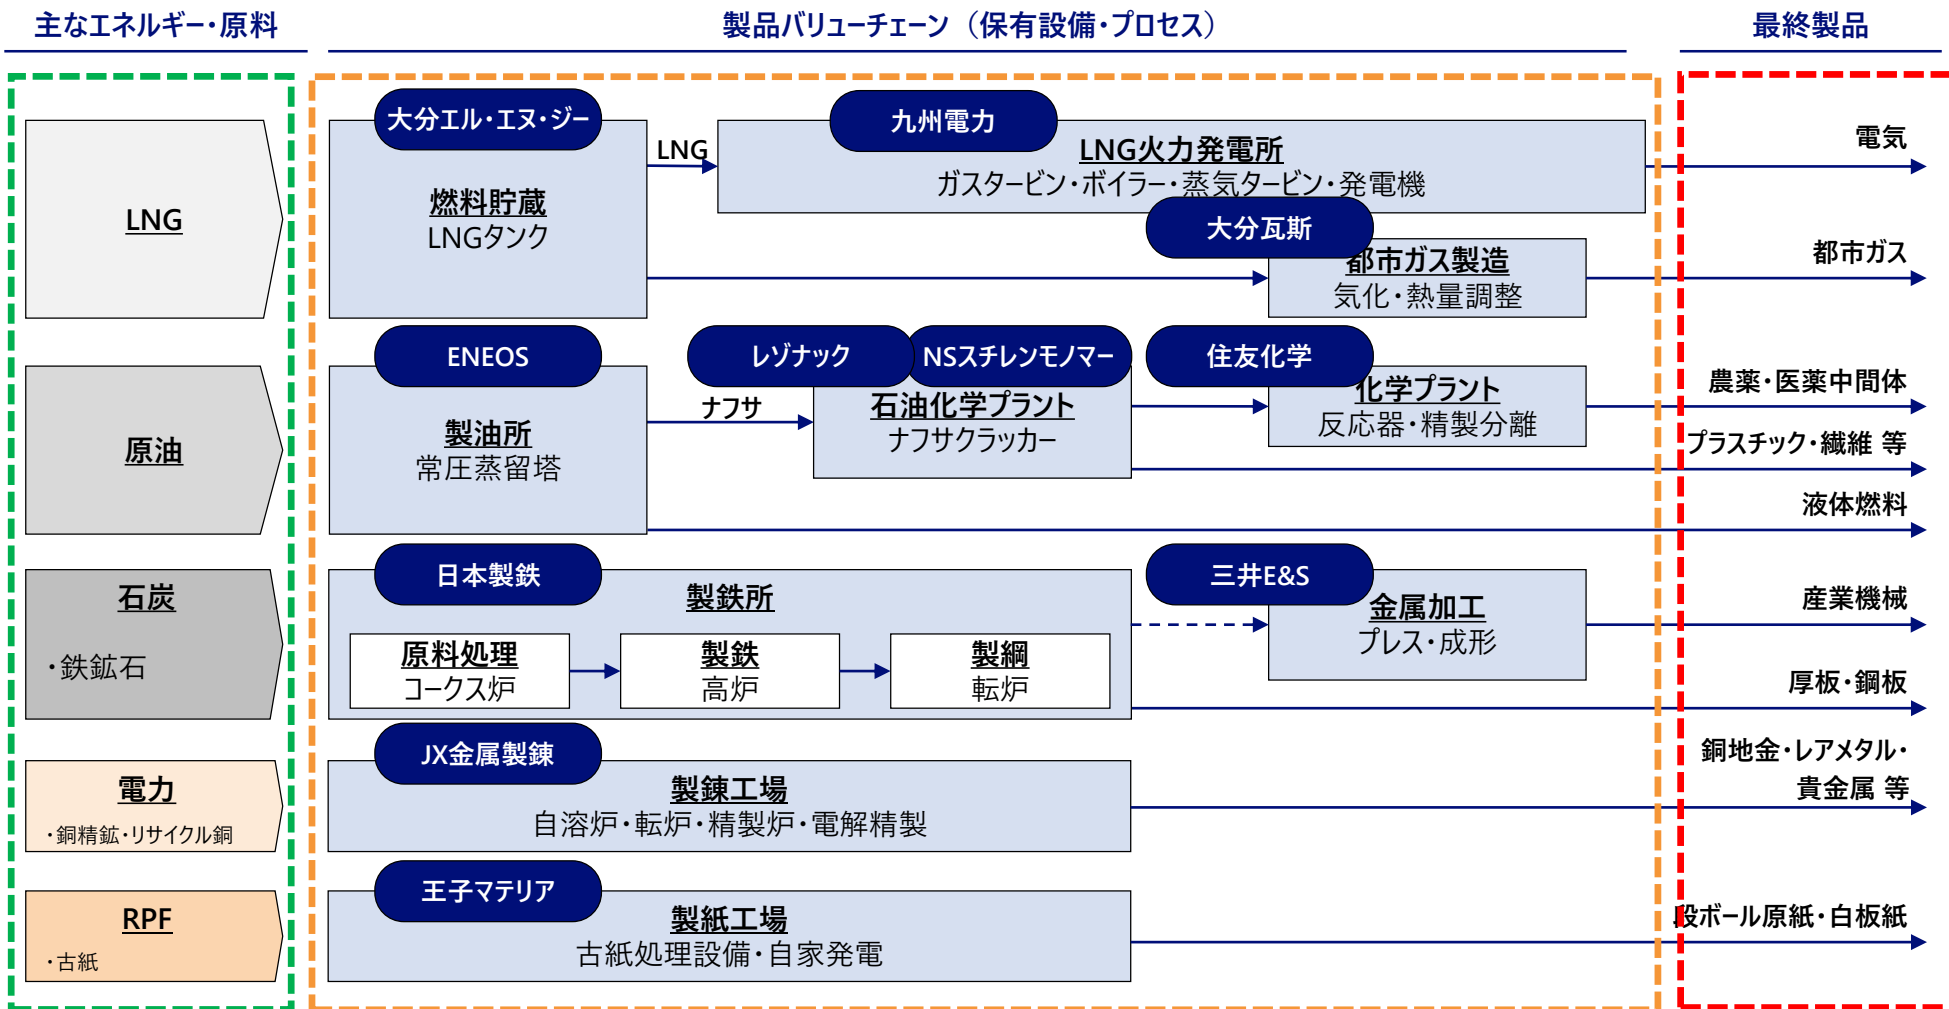 主なエネルギー・原料
製品バリューチェーン（保有設備・プロセス）
最終製品
LNG
大分エル・エヌ・ジー
燃料貯蔵
LNGタンク
LNG
九州電力
LNG火力発電所
ガスタービン・ボイラー・蒸気タービン・発電機
電気
大分瓦斯
都市ガス製造
気化・熱量調整
都市ガス
原油
ENEOS
製油所
常圧蒸留塔
ナフサ
レゾナック
NSスチレンモノマー
石油化学プラント
ナフサクラッカー
住友化学
化学プラント
反応器・精製分離
農薬・医薬中間体
プラスチック・繊維 等
液体燃料
石炭
・鉄鉱石
日本製鉄
製鉄所
原料処理
コークス炉
製鉄
高炉
製綱
転炉
三井E&S
金属加工
プレス・成形
産業機械
厚板・鋼板
電力
・銅精鉱・リサイクル銅
JX金属製錬
製錬工場
自溶炉・転炉・精製炉・電解精製
銅地金・レアメタル・
貴金属 等
RPF
・古紙
王子マテリア
製紙工場
古紙処理設備・自家発電
段ボール原紙・白板紙